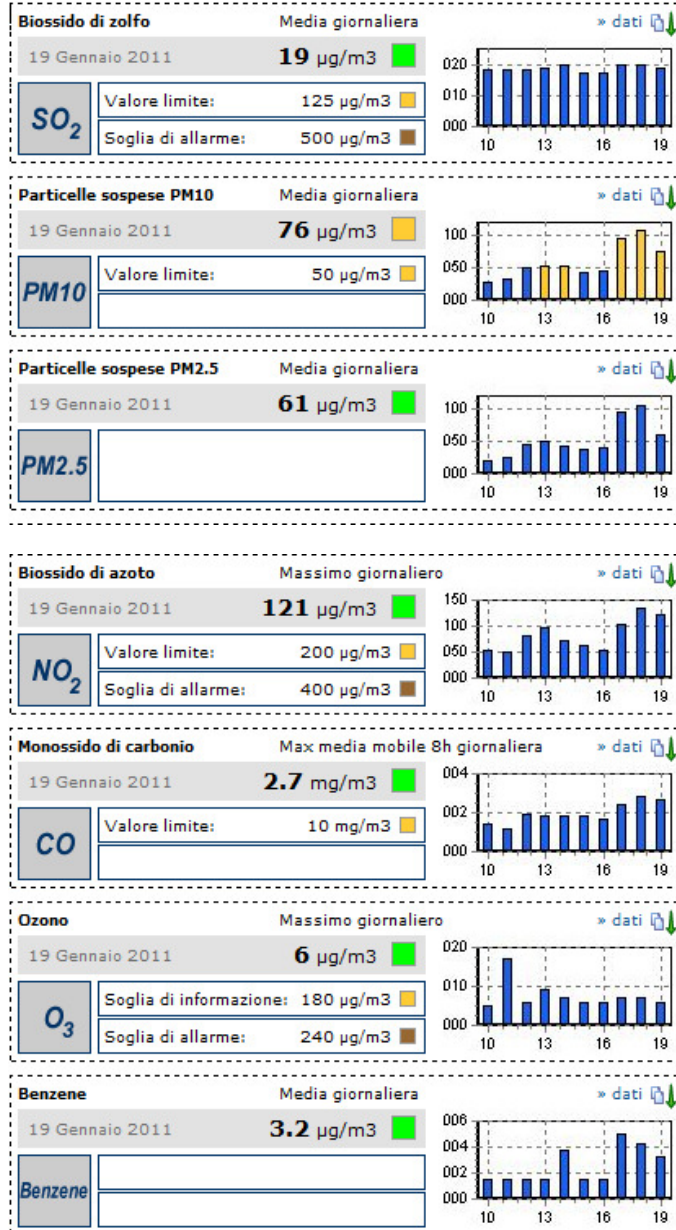 Biossido di zolfo Media giornaliera » dati
19 Gennaio 2011 19 µg/m3
SO2
Valore limite: 125 µg/m3
Soglia di allarme: 500 µg/m3
020
010
000
10 13 16 19
Particelle sospese PM10 Media giornaliera » dati
19 Gennaio 2011 76 µg/m3
PM10
Valore limite: 50 µg/m3
100
050
000
10 13 16 19
Particelle sospese PM2.5 Media giornaliera » dati
19 Gennaio 2011 61 µg/m3
PM2.5
100
050
000
10 13 16 19
Biossido di azoto Massimo giornaliero » dati
19 Gennaio 2011 121 µg/m3
NO2
Valore limite: 200 µg/m3
Soglia di allarme: 400 µg/m3
150
100
050
000
10 13 16 19
Monossido di carbonio Max media mobile 8h giornaliera » dati
19 Gennaio 2011 2.7 mg/m3
CO
Valore limite: 10 mg/m3
004
002
000
10 13 16 19
Ozono Massimo giornaliero » dati
19 Gennaio 2011 6 µg/m3
O3
Soglia di informazione: 180 µg/m3
Soglia di allarme: 240 µg/m3
020
010
000
10 13 16 19
Benzene Media giornaliera » dati
19 Gennaio 2011 3.2 µg/m3
Benzene
006
004
002
000
10 13 16 19